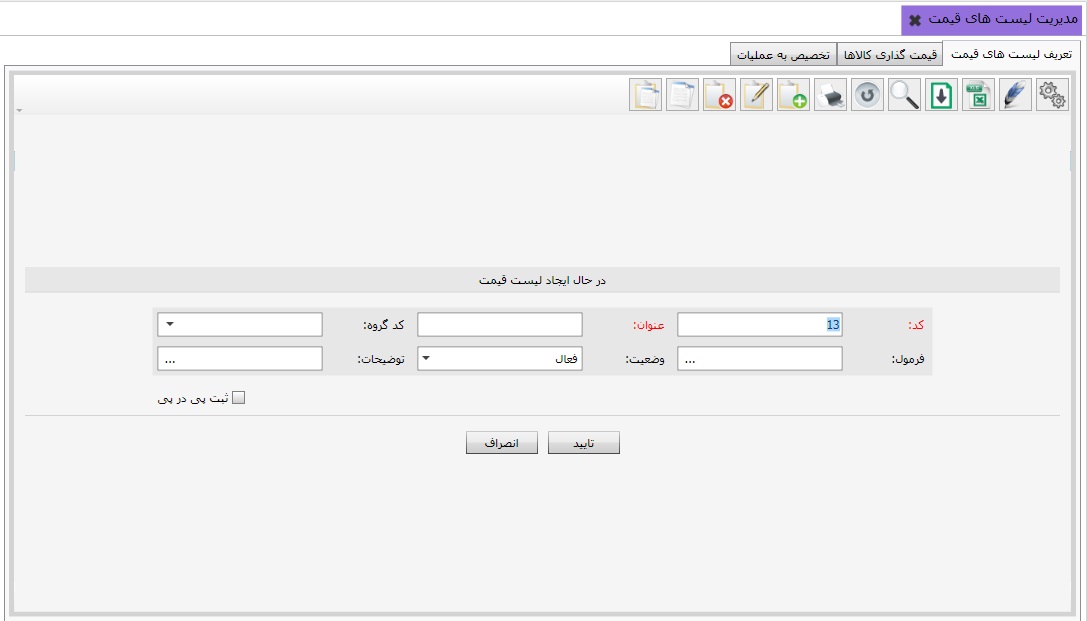 مدیریت لیست های قیمت
تعریف لیست های قیمت قیمت گذاری کالاها تخصیص به عملیات
در حال ایجاد لیست قیمت
کد: 13 عنوان: کد گروه:
فرمول: ... وضعیت: فعال توضیحات: ...
ثبت پی در پی
تایید انصراف